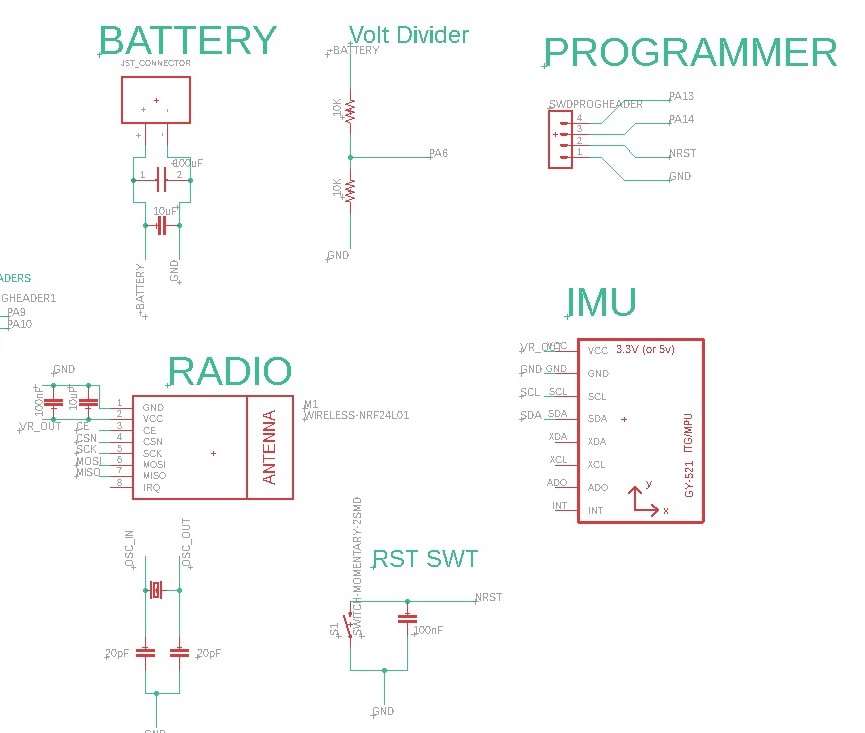 BATTERY
JST_CONNECTOR
+ -
+ -
100uF
1 2
10uF
BATTERY
GND
Volt Divider
BATTERY
10K
PA6
10K
GND
PROGRAMMER
SWDPROGHEADER
4 PA13
3 PA14
2 NRST
1 GND
ADERS
GHEADER1
PA9
PA10
RADIO
GND
100nF
10uF
VR_OUT
CE
CSN
SCK
MOSI
MISO
1 GND
2 VCC
3 CE
4 CSN
5 SCK
6 MOSI
7 MISO
8 IRQ
ANTENNA
M1
WIRELESS-NRF24L01
IMU
VR_OUT VCC VCC 3.3V (or 5v)
GND GND GND
SCL SCL SCL
SDA SDA SDA
XDA XDA
XCL XCL
ADO ADO
INT INT
GY-521 ITG/MPU
y
x
OSC_IN
OSC_OUT
20pF
20pF
GND
RST SWT
SWITCH-MOMENTARY-2SMD
S1
NRST
100nF
GND